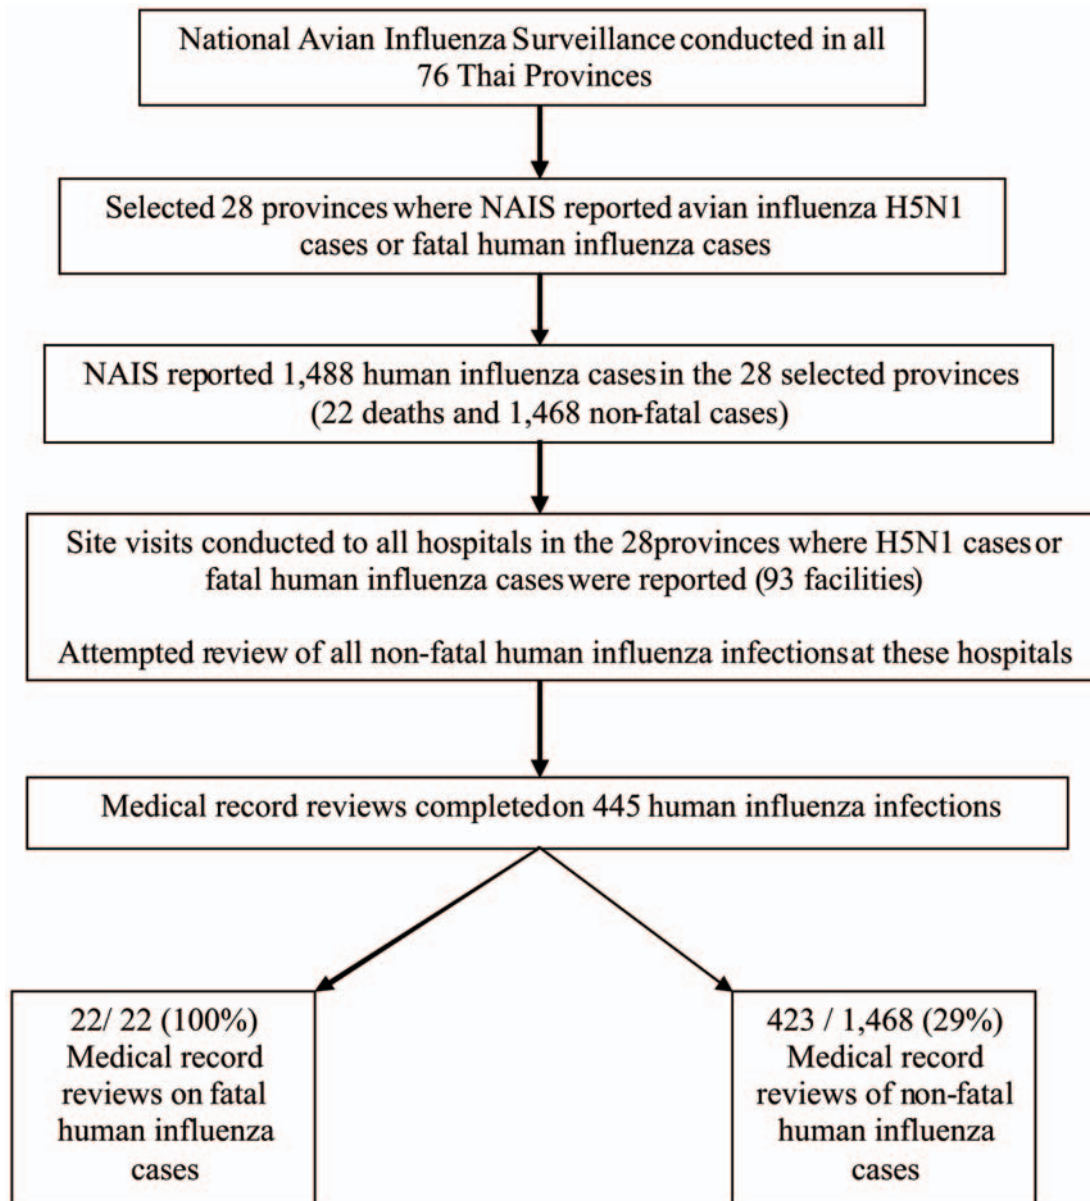 National Avian Influenza Surveillance conducted in all
76 Thai Provinces
Selected 28 provinces where NAIS reported avian influenza H5N1
cases or fatal human influenza cases
NAIS reported 1,488 human influenza cases in the 28 selected provinces
(22 deaths and 1,468 non-fatal cases)
Site visits conducted to all hospitals in the 28provinces where H5N1 cases or
fatal human influenza cases were reported (93 facilities)
Attempted review of all non-fatal human influenza infections at these hospitals
Medical record reviews completed on 445 human influenza infections
22/ 22 (100%)
Medical record
reviews on fatal
human influenza
cases
423 / 1,468 (29%)
Medical record
reviews of non-fatal
human influenza
cases